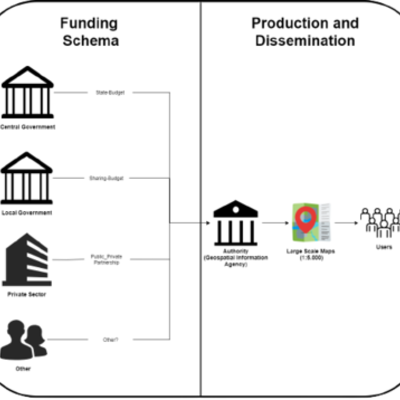 Funding
Schema
Production and
Dissemination
State-Budget
Central Government
Sharing-Budget
Local Government
Public_Private
Partnership
Private Sector
Other?
Other
Authority
(Geospatial Information
Agency)
Large Scale Maps
(1:5.000)
Users